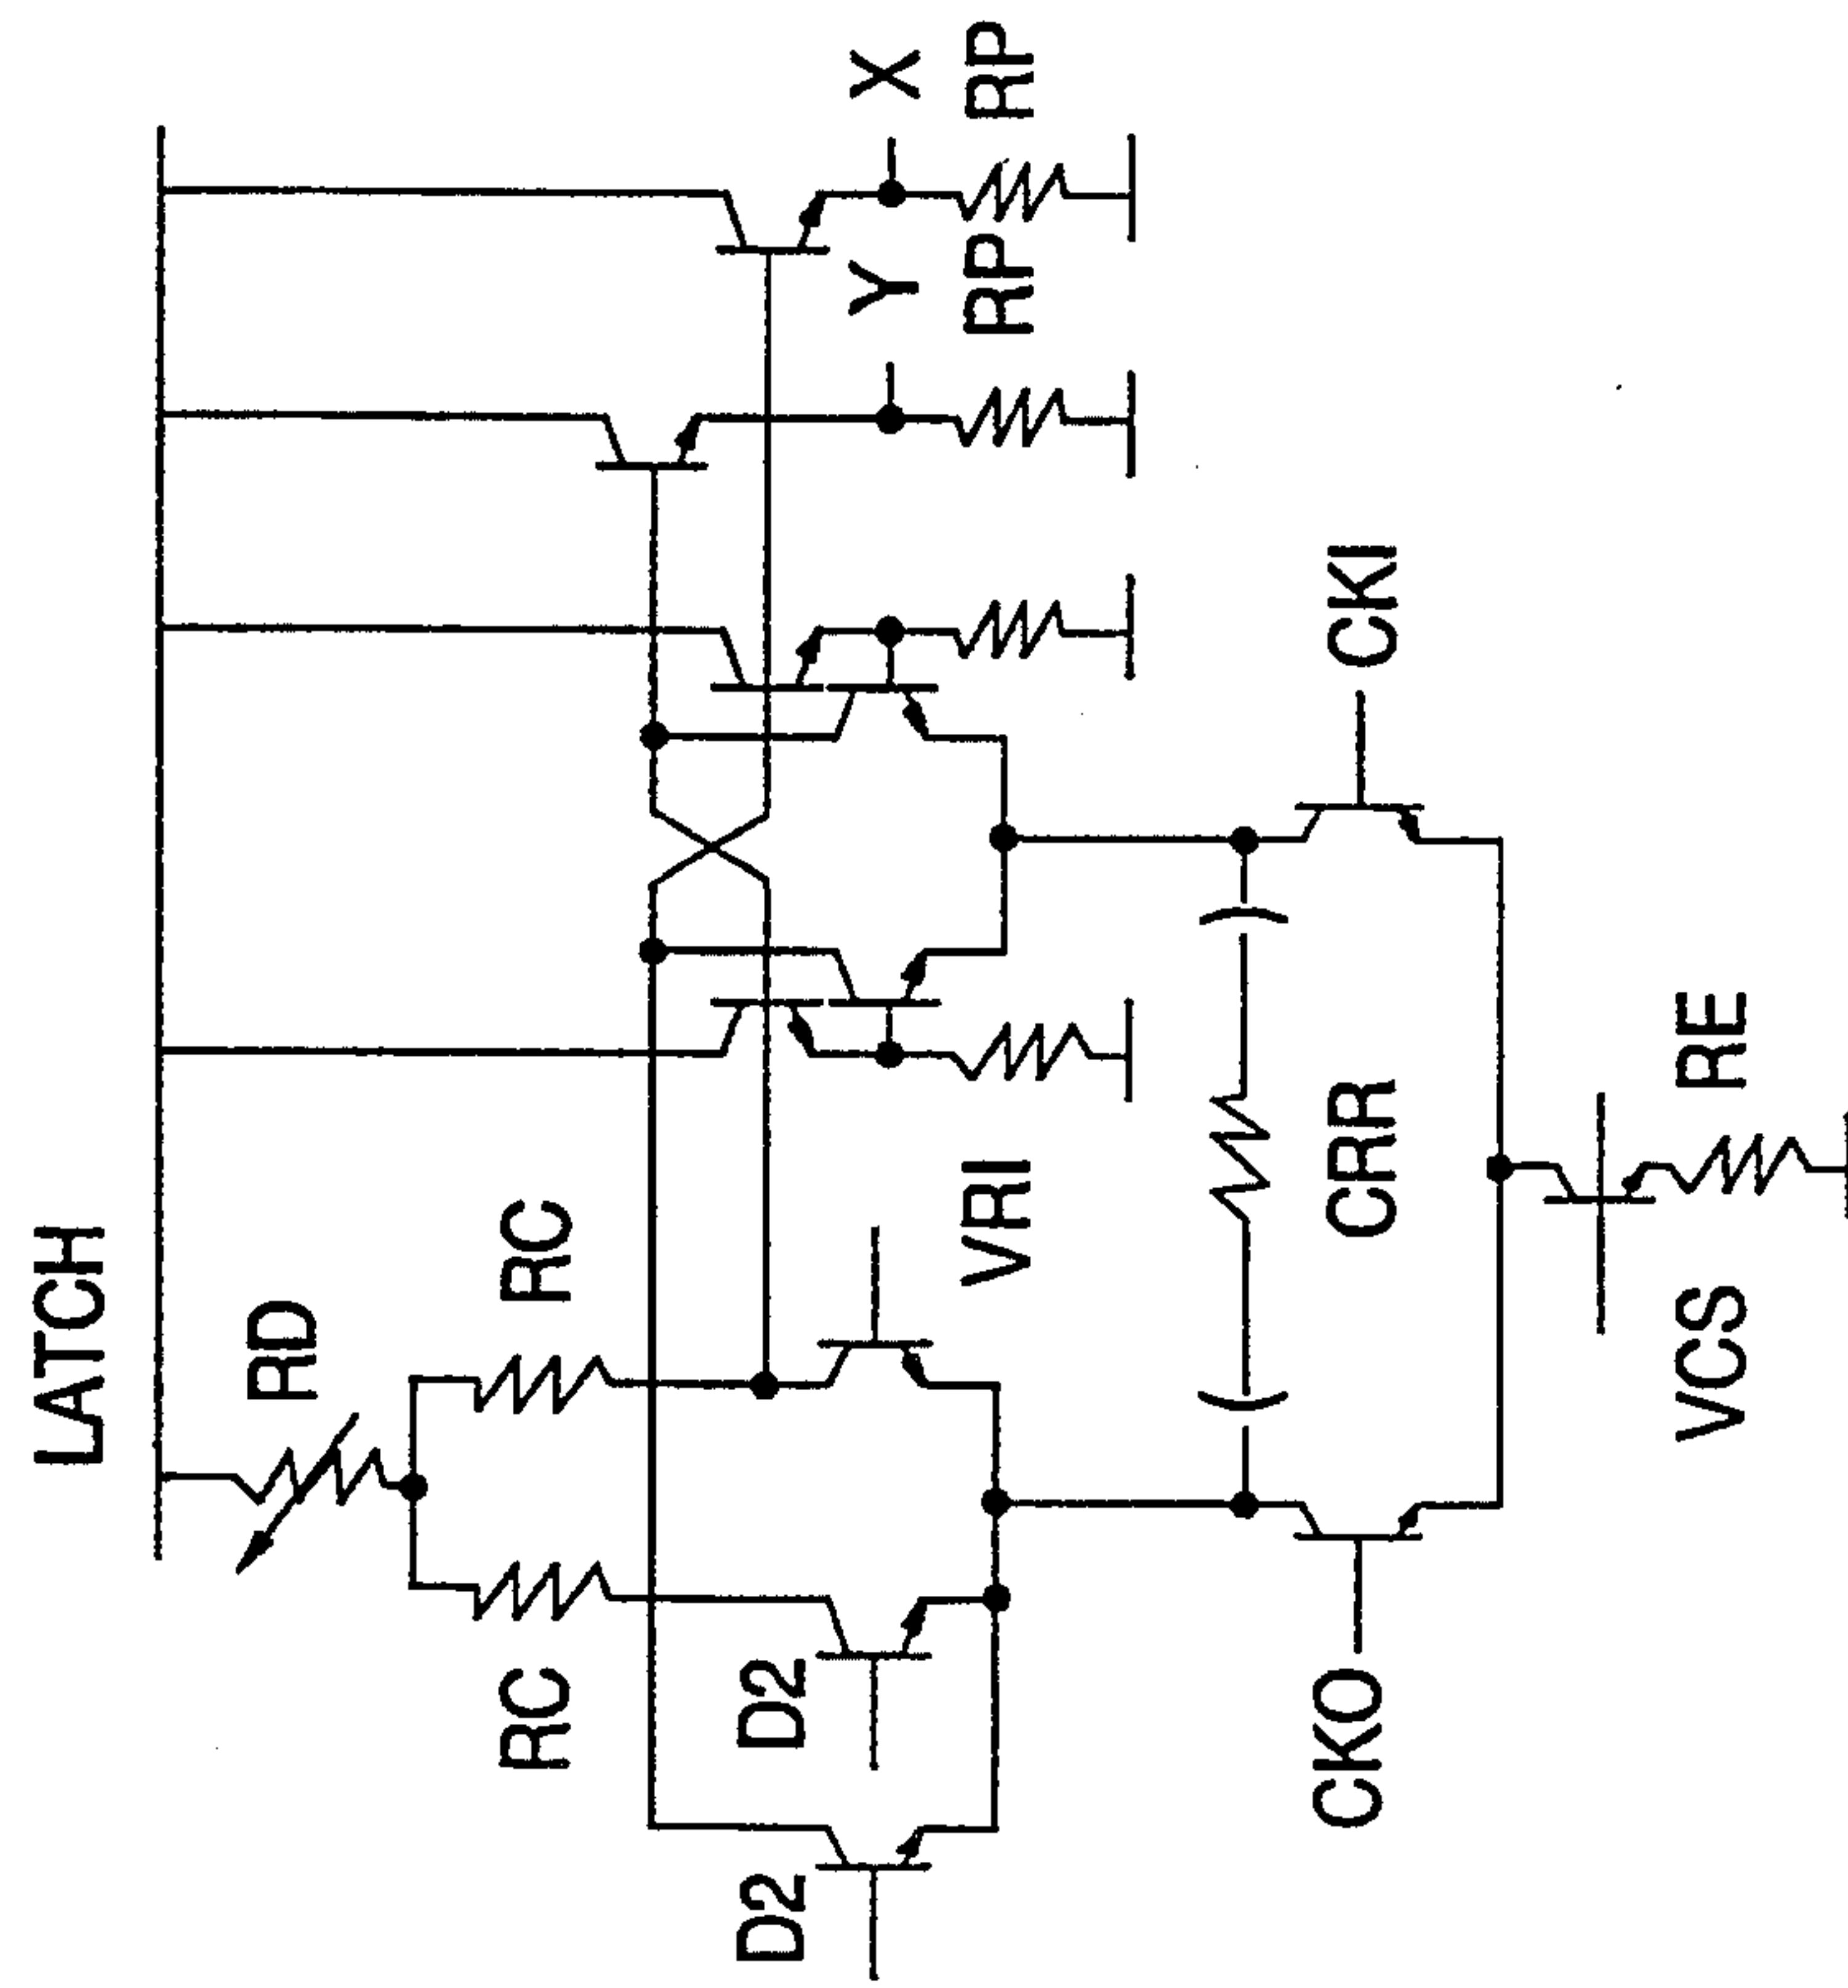 LATCH
RD
RC
RC
D2
D2
VRI
Y
X
RP
RP
CKO
CRR
CKI
VCS
RE